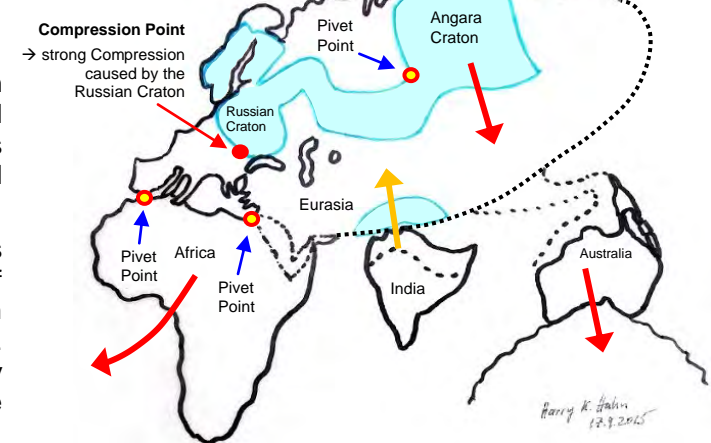 Compression Point
→ strong Compression
caused by the
Russian Craton
Pivet
Point
Angara
Craton
Russian
Craton
Eurasia
Pivet
Point
Africa
Pivet
Point
India
Australia
Harry K. Hahn
17.9.2015